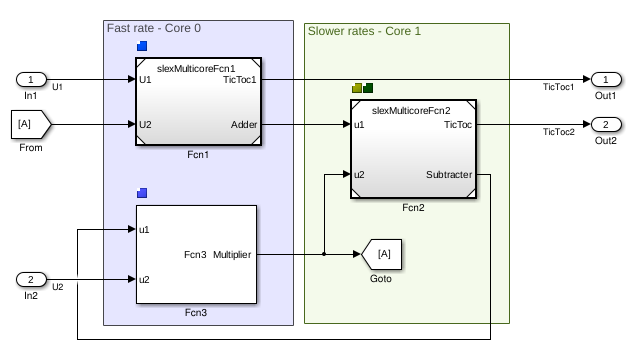 Fast rate - Core 0
Slower rates - Core 1
slexMulticoreFcn1
1
In1
U1
U1
TicToc1
TicToc1
1
Out1
[A]
From
U2
Adder
Fcn1
slexMulticoreFcn2
u1
TicToc
TicToc2
2
Out2
u2
Subtracter
Fcn2
u1
Fcn3
Multiplier
[A]
Goto
2
In2
U2
u2
Fcn3